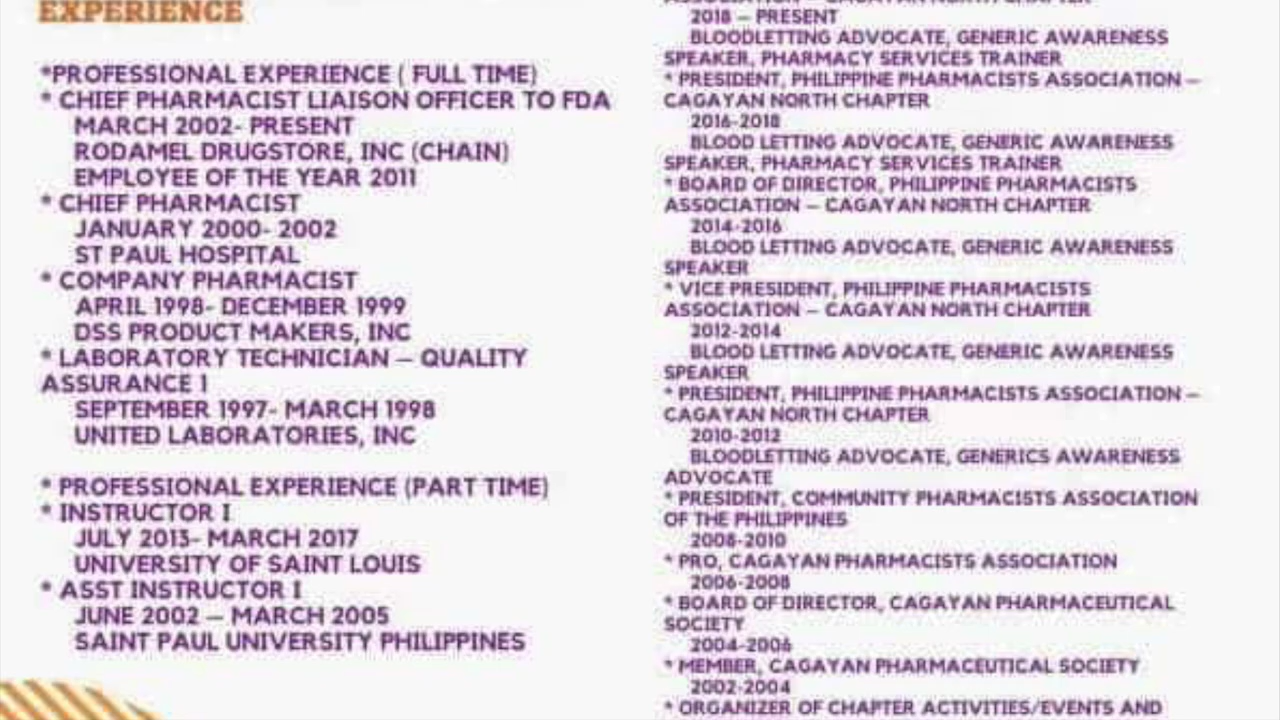 EXPERIENCE
*PROFESSIONAL EXPERIENCE ( FULL TIME)
* CHIEF PHARMACIST LIAISON OFFICER TO FDA
MARCH 2002- PRESENT
RODAMEL DRUGSTORE, INC (CHAIN)
EMPLOYEE OF THE YEAR 2011
* CHIEF PHARMACIST
JANUARY 2000- 2002
ST PAUL HOSPITAL
* COMPANY PHARMACIST
APRIL 1998- DECEMBER 1999
DSS PRODUCT MAKERS, INC
* LABORATORY TECHNICIAN – QUALITY
ASSURANCE 1
SEPTEMBER 1997- MARCH 1998
UNITED LABORATORIES, INC
* PROFESSIONAL EXPERIENCE (PART TIME)
* INSTRUCTOR I
JULY 2013- MARCH 2017
UNIVERSITY OF SAINT LOUIS
* ASST INSTRUCTOR I
JUNE 2002 – MARCH 2005
SAINT PAUL UNIVERSITY PHILIPPINES
ASSOCIATION – CAGAYAN NORTH CHAPTER
2018 – PRESENT
BLOODLETTING ADVOCATE, GENERIC AWARENESS
SPEAKER, PHARMACY SERVICES TRAINER
* PRESIDENT, PHILIPPINE PHARMACISTS ASSOCIATION –
CAGAYAN NORTH CHAPTER
2016-2018
BLOOD LETTING ADVOCATE, GENERIC AWARENESS
SPEAKER, PHARMACY SERVICES TRAINER
* BOARD OF DIRECTOR, PHILIPPINE PHARMACISTS
ASSOCIATION – CAGAYAN NORTH CHAPTER
2014-2016
BLOOD LETTING ADVOCATE, GENERIC AWARENESS
SPEAKER
* VICE PRESIDENT, PHILIPPINE PHARMACISTS
ASSOCIATION – CAGAYAN NORTH CHAPTER
2012-2014
BLOOD LETTING ADVOCATE, GENERIC AWARENESS
SPEAKER
* PRESIDENT, PHILIPPINE PHARMACISTS ASSOCIATION –
CAGAYAN NORTH CHAPTER
2010-2012
BLOODLETTING ADVOCATE, GENERICS AWARENESS
ADVOCATE
* PRESIDENT, COMMUNITY PHARMACISTS ASSOCIATION
OF THE PHILIPPINES
2008-2010
* PRO, CAGAYAN PHARMACISTS ASSOCIATION
2006-2008
* BOARD OF DIRECTOR, CAGAYAN PHARMACEUTICAL
SOCIETY
2004-2006
* MEMBER, CAGAYAN PHARMACEUTICAL SOCIETY
2002-2004
* ORGANIZER OF CHAPTER ACTIVITIES/EVENTS AND